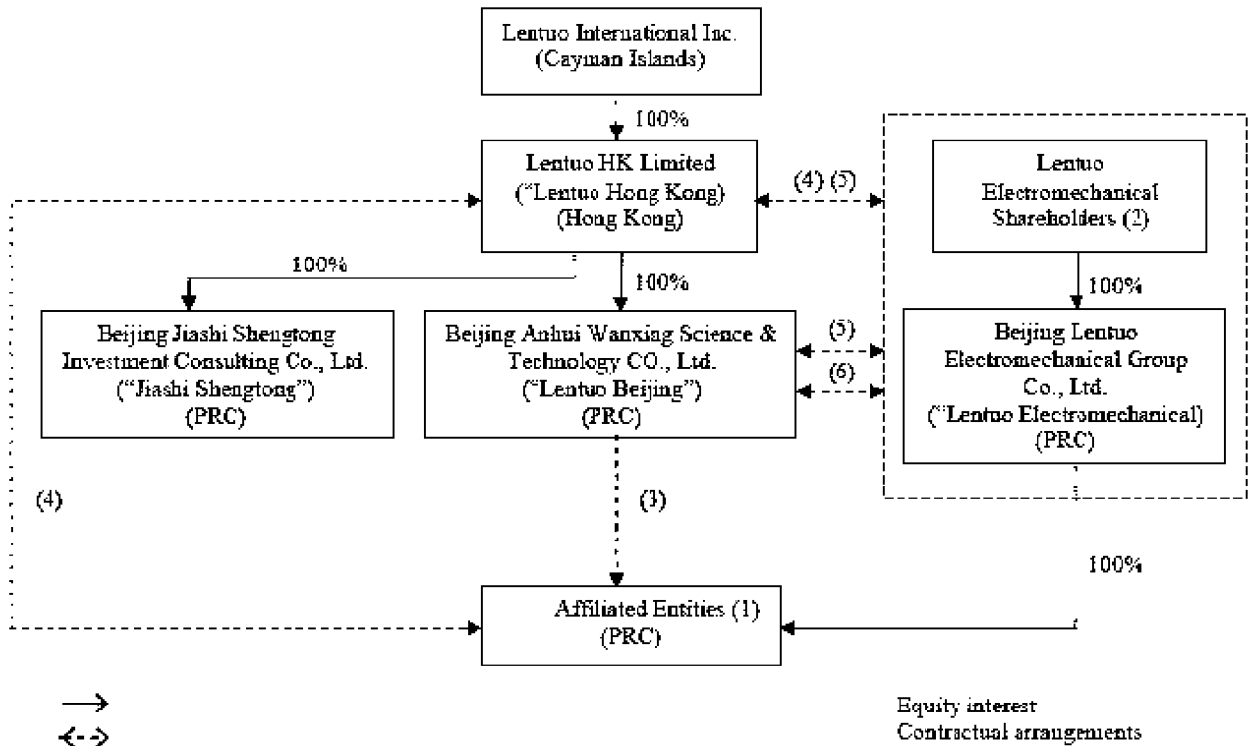 Lentuo International Inc.
(Cayman Islands)
100%
Lentuo HK Limited
("Lentuo Hong Kong)
(Hong Kong)
(4) (5)
Lentuo
Electromechanical
Shareholders (2)
100%
100%
100%
Beijing Jiashi Shengtong
Investment Consulting Co., Ltd.
("Jiashi Shengtong")
(PRC)
Beijing Anhui Wanxing Science &
Technology CO., Ltd.
("Lentuo Beijing")
(PRC)
(5)
(6)
Beijing Lentuo
Electromechanical Group
Co., Ltd.
("Lentuo Electromechanical)
(PRC)
(4)
(3)
100%
Affiliated Entities (1)
(PRC)
Equity interest
Contractual arrangements